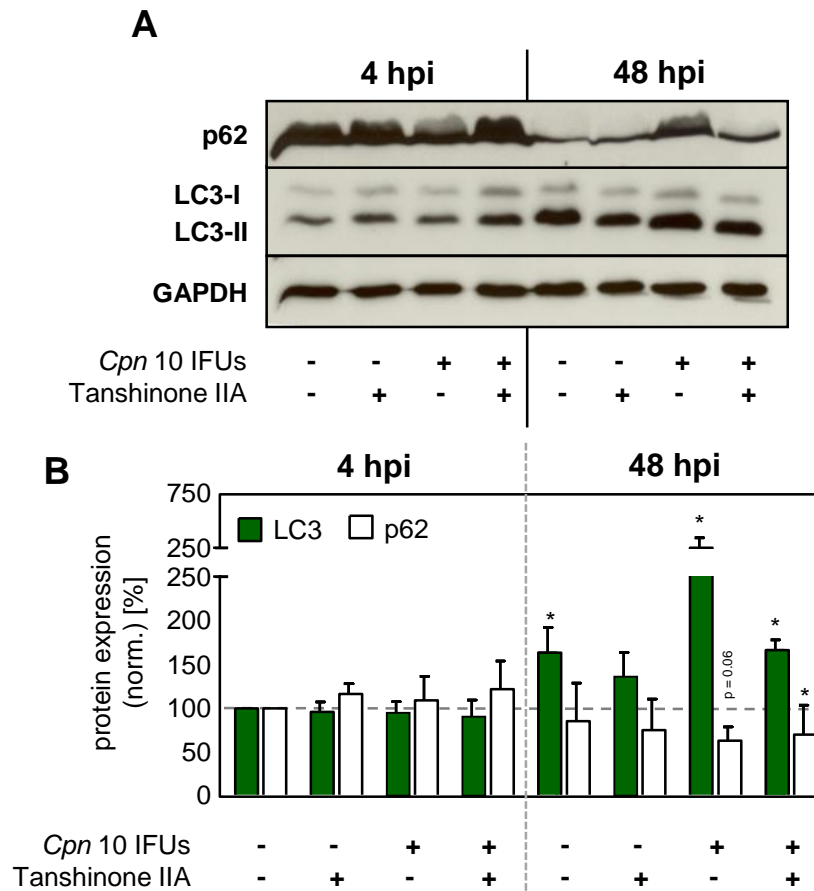 A
4 hpi 48 hpi
p62
LC3-I
LC3-II
GAPDH
Cpn 10 IFUs - - + + - - + +
Tanshinone IIA - + - + - + - +
B
4 hpi 48 hpi
750
LC3 p62
250
250
200
150
100
50
0
protein expression
(norm.) [%]
* * p = 0.06 * *
Cpn 10 IFUs - - + + - - + +
Tanshinone IIA - + - + - + - +